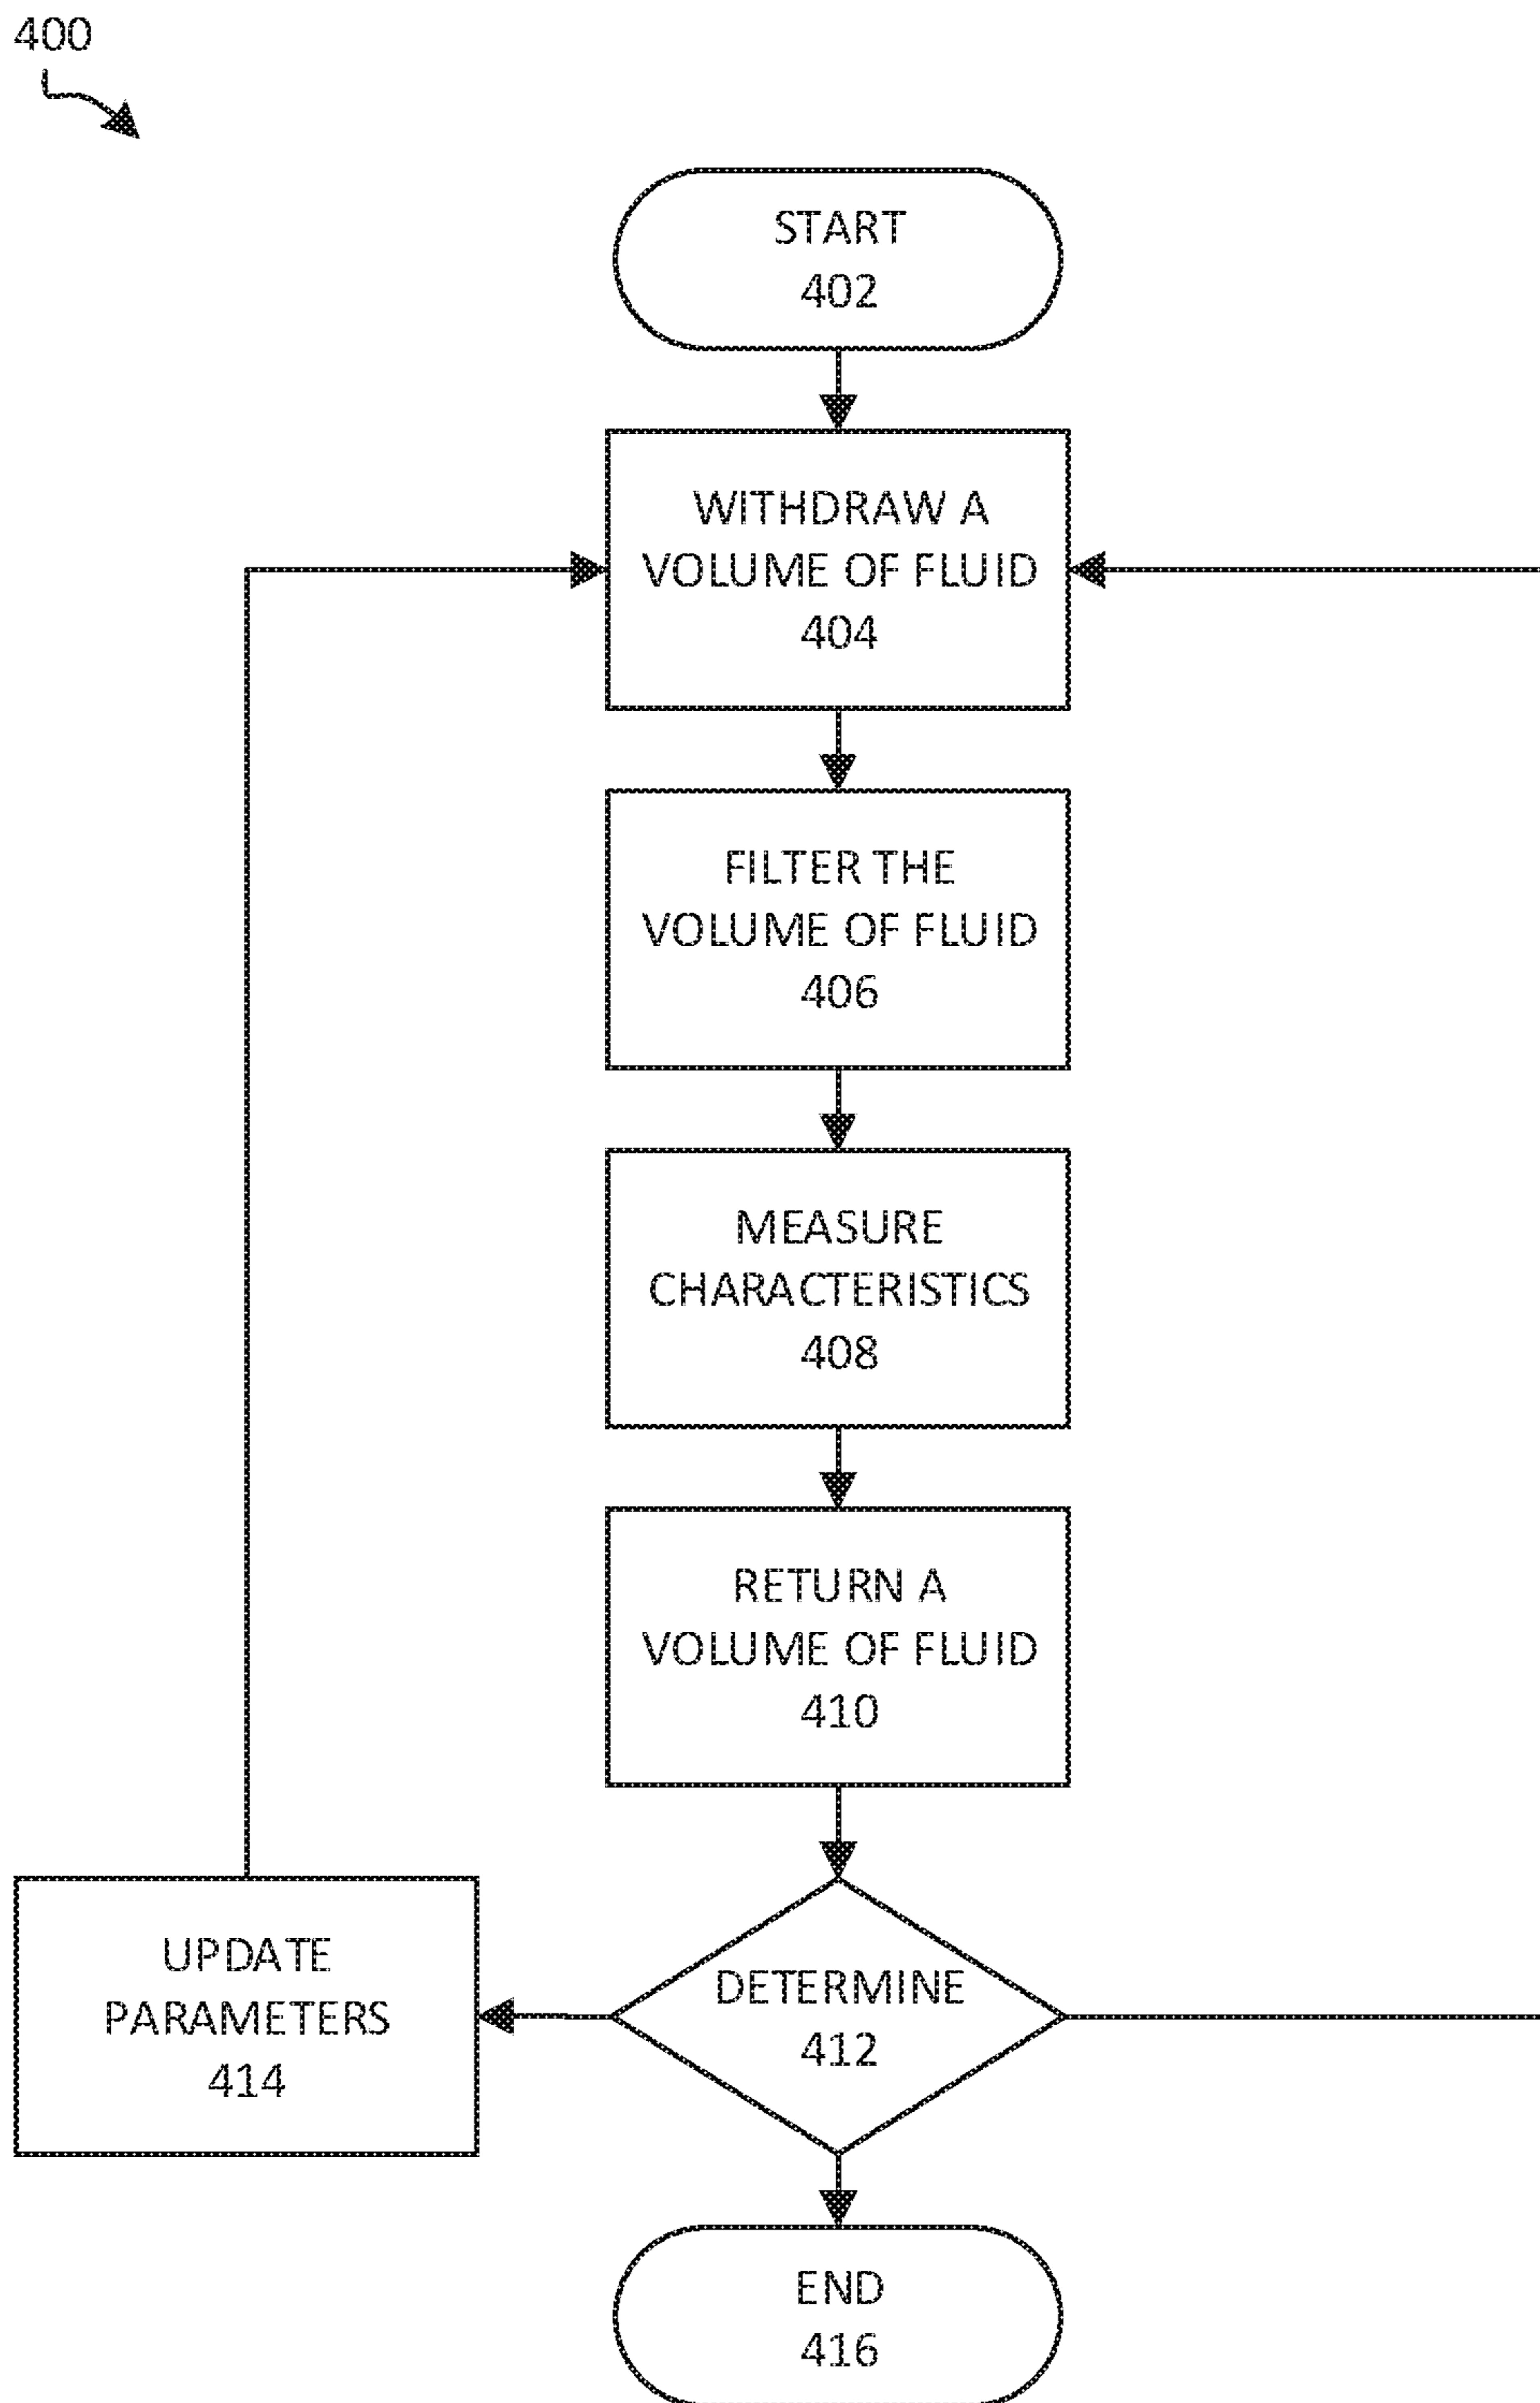 400
START
402
WITHDRAW A
VOLUME OF FLUID
404
FILTER THE
VOLUME OF FLUID
406
MEASURE
CHARACTERISTICS
408
RETURN A
VOLUME OF FLUID
410
UPDATE
PARAMETERS
414
DETERMINE
412
END
416